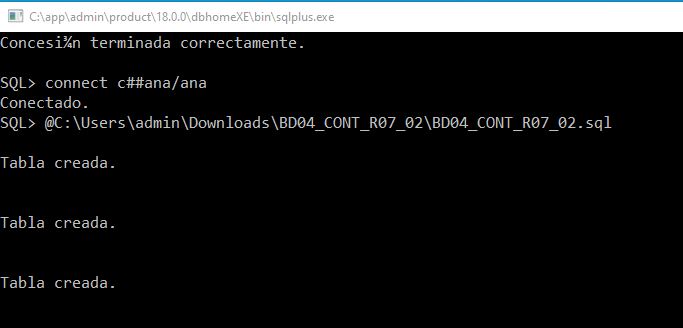 C:\app\admin\product\18.0.0\dbhomeXE\bin\sqlplus.exe
Concesi¾n terminada correctamente.
SQL> connect c##ana/ana
Conectado.
SQL> @C:\Users\admin\Downloads\BD04_CONT_R07_02\BD04_CONT_R07_02.sql
Tabla creada.
Tabla creada.
Tabla creada.